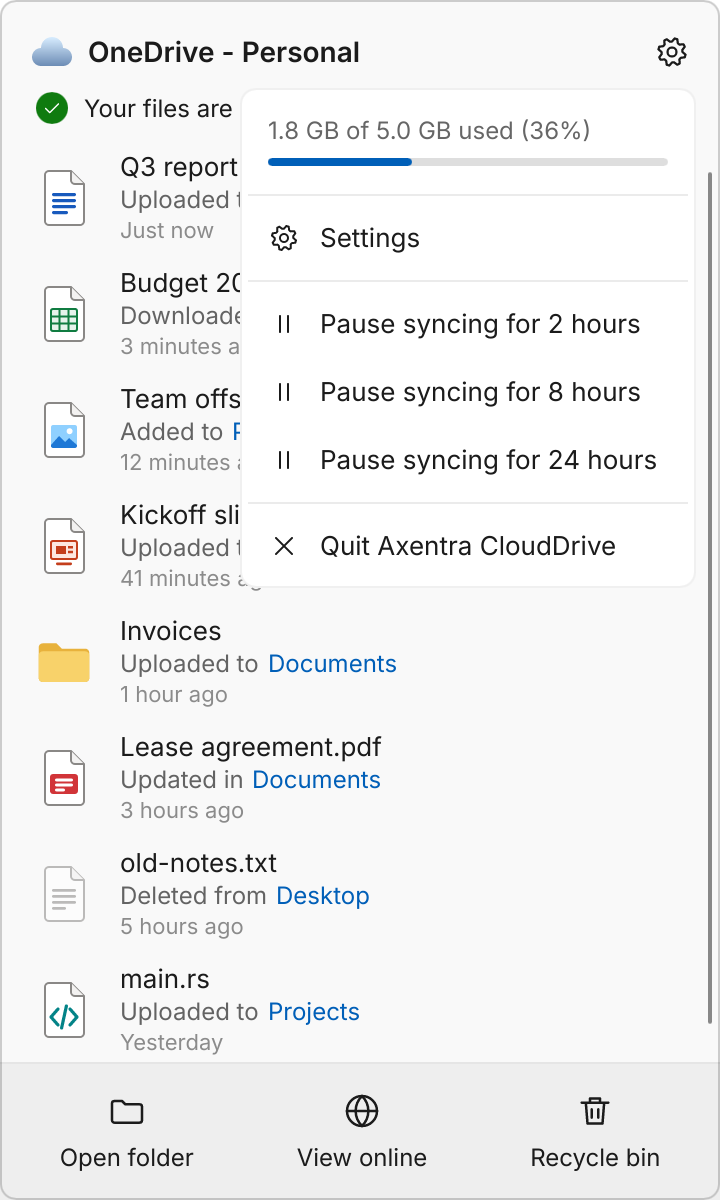 OneDrive - Personal
Your files are
1.8 GB of 5.0 GB used (36%)
Settings
Pause syncing for 2 hours
Pause syncing for 8 hours
Pause syncing for 24 hours
Quit Axentra CloudDrive
Q3 report
Uploaded
Just now
Budget
Downloade
3 minutes
Team offs
Added to
12 minutes
Kickoff sli
Uploaded
41 minutes
Invoices
Uploaded to Documents
1 hour ago
Lease agreement.pdf
Updated in Documents
3 hours ago
old-notes.txt
Deleted from Desktop
5 hours ago
main.rs
Uploaded to Projects
Yesterday
Open folder
View online
Recycle bin